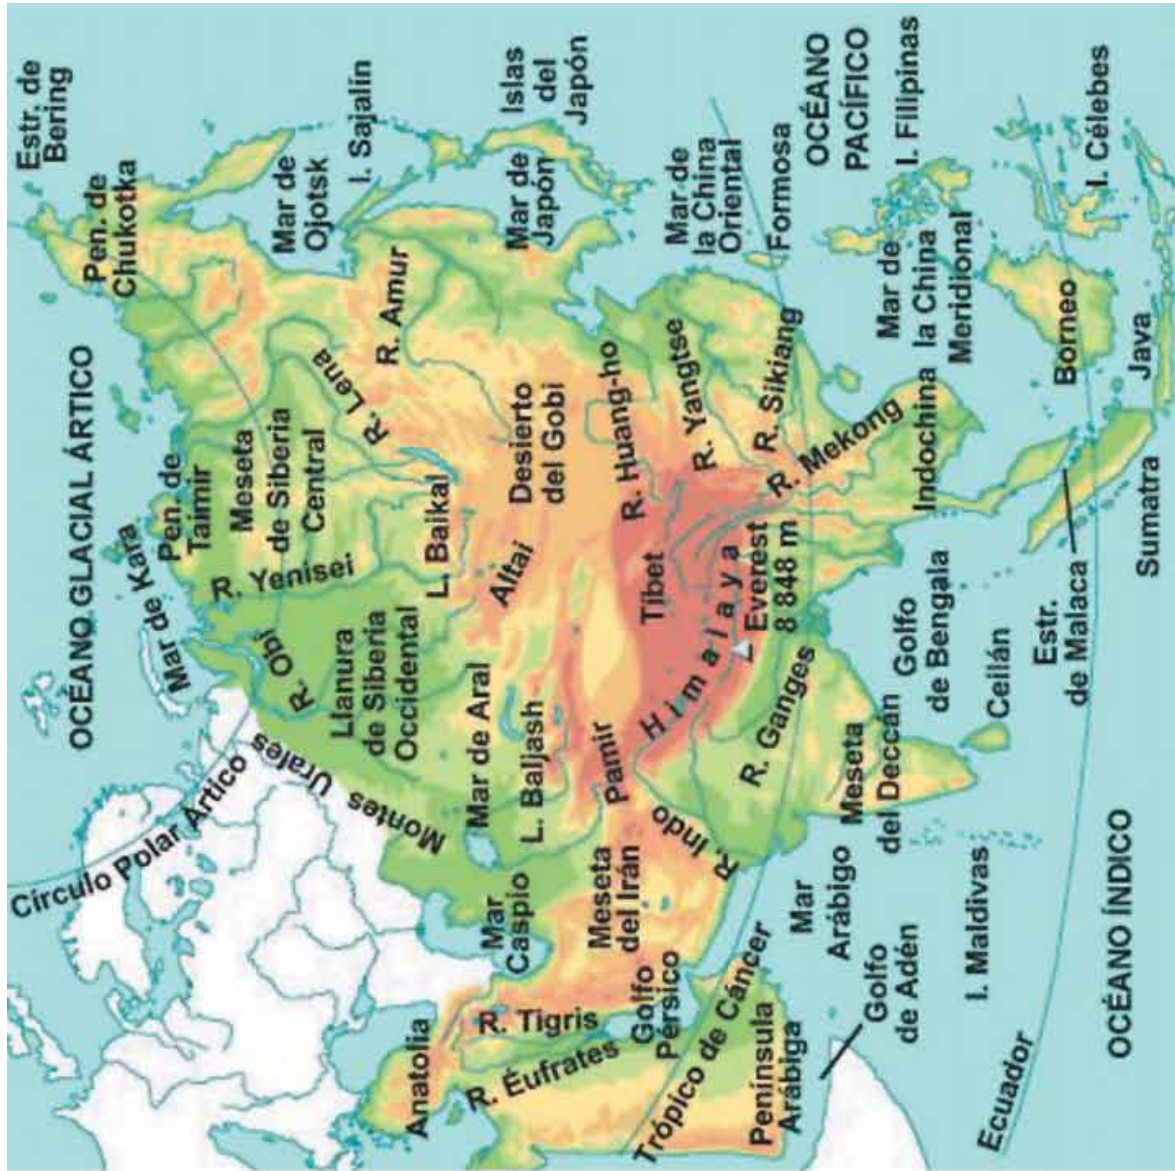 OCÉANO GLACIAL ÁRTICO
Estr. de
Bering
Pen. de
Chukotka
Mar de Kara
Pen. de
Taimir
Círculo Polar Ártico
Montes Urales
R. Obi
R. Yenisei
Meseta
de Siberia
Central
R. Lena
Mar de
Ojotsk
I. Sajalín
Llanura
de Siberia
Occidental
L. Baikal
R. Amur
Mar de Aral
L. Baljash
Altai
Desierto
del Gobi
Mar de
Japón
Islas
del
Japón
Mar
Caspio
Anatolia
R. Tigris
R. Éufrates
Meseta
del Irán
Pamir
Tíbet
R. Huang-ho
R. Yangtse
R. Sikiang
Mar de
la China
Oriental
Formosa
Golfo
Pérsico
R. Indo
Himalaya
Everest
8 848 m
R. Ganges
R. Mekong
OCÉANO
PACÍFICO
Trópico de Cáncer
Península
Arábiga
Mar
Arábigo
Golfo
de Adén
Meseta
del Deccán
Golfo
de Bengala
Indochina
Mar de
la China
Meridional
I. Filipinas
I. Maldivas
Ceilán
Estr.
de Malaca
Borneo
I. Célebes
Sumatra
Java
Ecuador
OCÉANO ÍNDICO